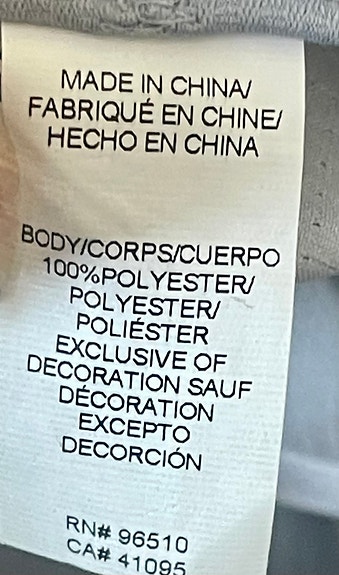 MADE IN CHINA/
FABRIQUÉ EN CHINE/
HECHO EN CHINA
BODY/CORPS/CUERPO
100%POLYESTER/
POLYESTER/
POLIÉSTER
EXCLUSIVE OF
DECORATION SAUF
DÉCORATION
EXCEPTO
DECORCIÓN
RN# 96510
CA# 41095